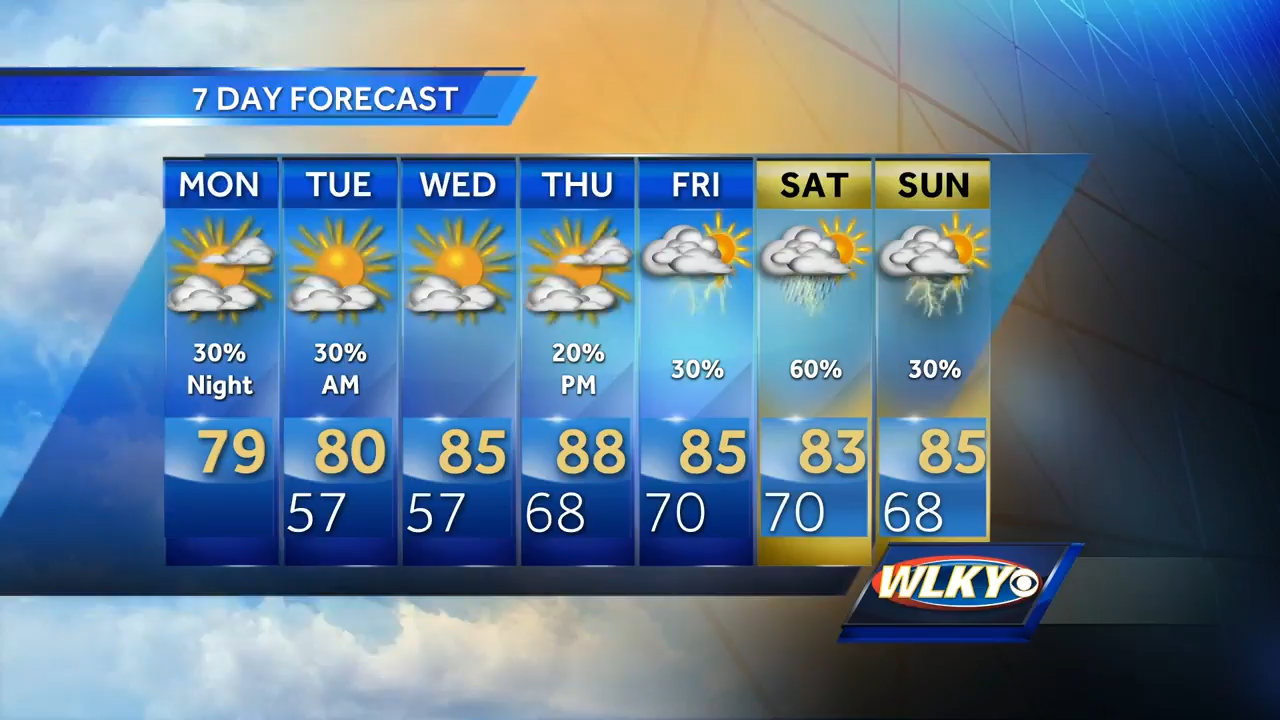 7 DAY FORECAST
MON TUE WED THU FRI SAT SUN
30% Night 30% AM 20% PM 30% 60% 30%
79 80 85 88 85 83 85
57 57 68 70 70 68
WLKY